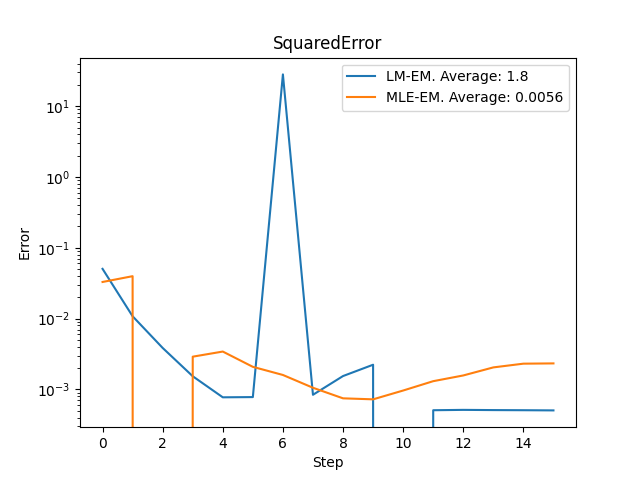 SquaredError
LM-EM. Average: 1.8
MLE-EM. Average: 0.0056
Error
10¹
10⁰
10⁻¹
10⁻²
10⁻³
0 2 4 6 8 10 12 14
Step